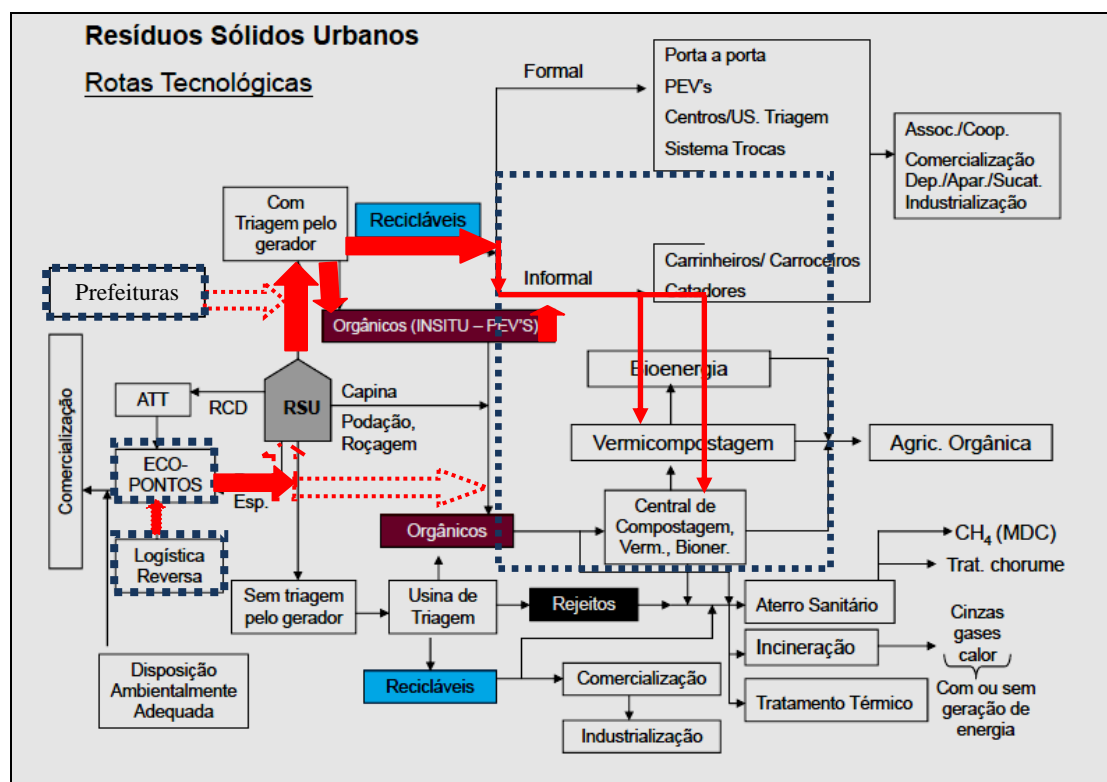 Resíduos Sólidos Urbanos
Rotas Tecnológicas
Formal
Porta a porta
PEV's
Centros/US. Triagem
Sistema Trocas
Assoc./Coop.
Comercialização
Dep./Apar./Sucat.
Industrialização
Com
Triagem pelo
gerador
Recicláveis
Informal
Carrinheiros/ Carroceiros
Catadores
Prefeituras
Orgânicos (INSITU – PEV'S)
Bioenergia
Comercialização
ATT
RCD
RSU
Capina
Podação,
Roçagem
Vermicompostagem
Agric. Orgânica
ECO-
PONTOS
Esp.
Orgânicos
Central de
Compostagem,
Verm., Bioner.
Logística
Reversa
CH4 (MDC)
Trat. chorume
Sem triagem
pelo gerador
Usina de
Triagem
Rejeitos
Aterro Sanitário
Incineração
Cinzas
gases
calor
Disposição
Ambientalmente
Adequada
Recicláveis
Comercialização
Tratamento Térmico
Com ou sem
geração de
energia
Industrialização